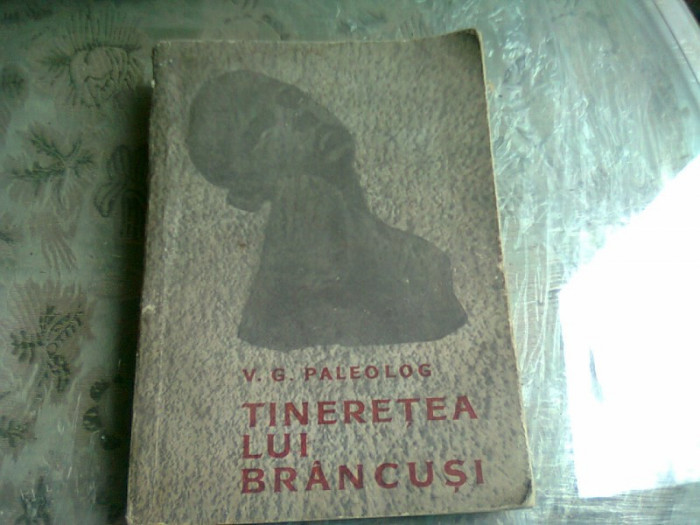 V. G. PALEOLOG
TINEREȚEA
LUI
BRÂNCUȘI